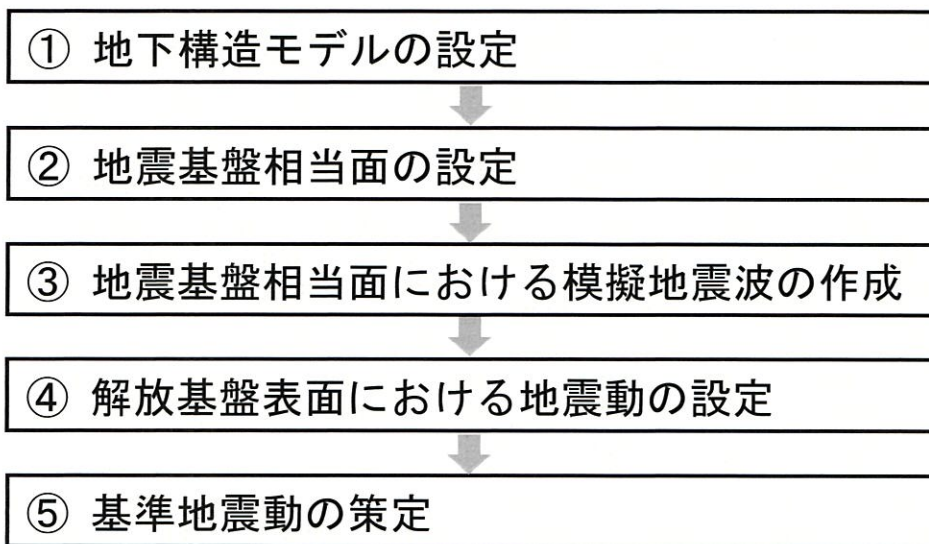 ① 地下構造モデルの設定
② 地震基盤相当面の設定
③ 地震基盤相当面における模擬地震波の作成
④ 解放基盤表面における地震動の設定
⑤ 基準地震動の策定